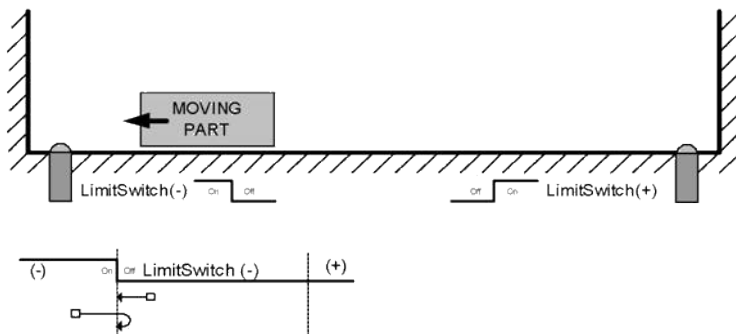 MOVING
PART
LimitSwitch(-) On Off
Off On LimitSwitch(+)
(-) On Off LimitSwitch (-) (+)